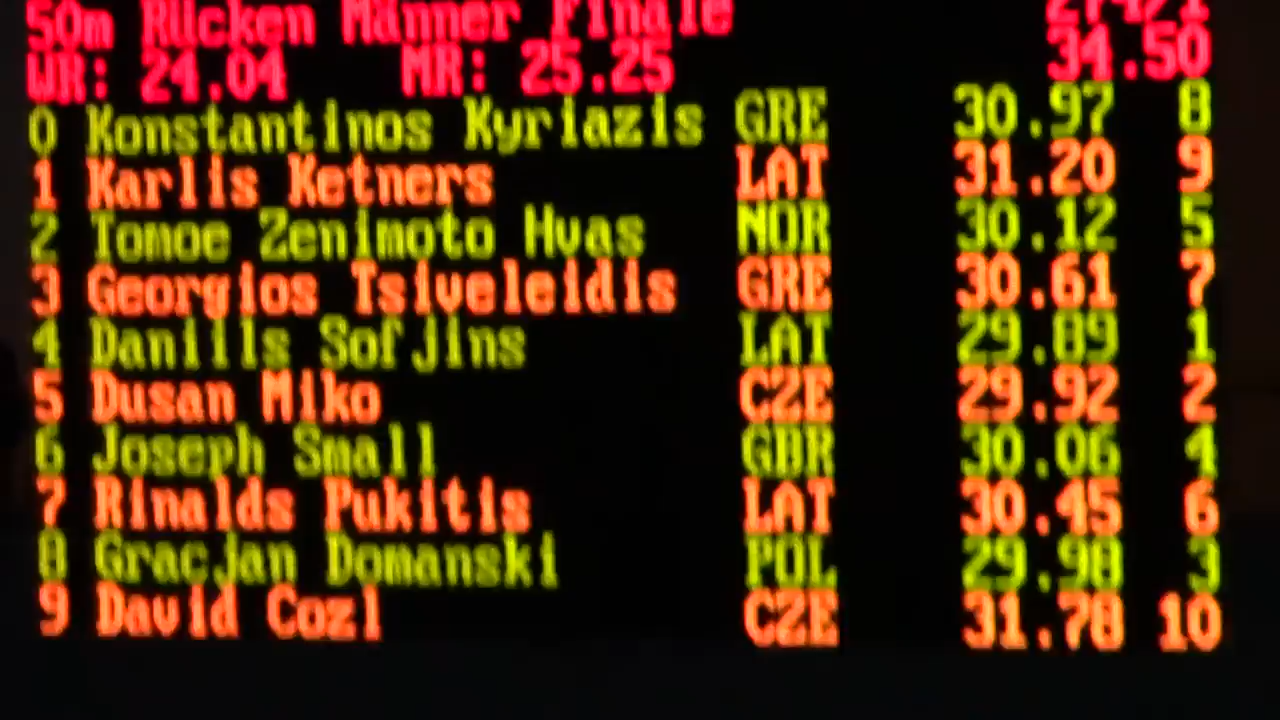 50m Rücken Männer Finale
WR: 24.04 MR: 25.25 34.50
0 Konstantinos Kyriazis GRE 30.97 8
1 Karlis Ketners LAT 31.20 9
2 Tomoe Zenimoto Hvas NOR 30.12 5
3 Georgios Tsiveleidis GRE 30.61 7
4 Daniils Sofjins LAT 29.89 1
5 Dusan Miko CZE 29.92 2
6 Joseph Small GBR 30.06 4
7 Rinalds Pukitis LAT 30.45 6
8 Gracjan Domanski POL 29.98 3
9 David Cozl CZE 31.78 10